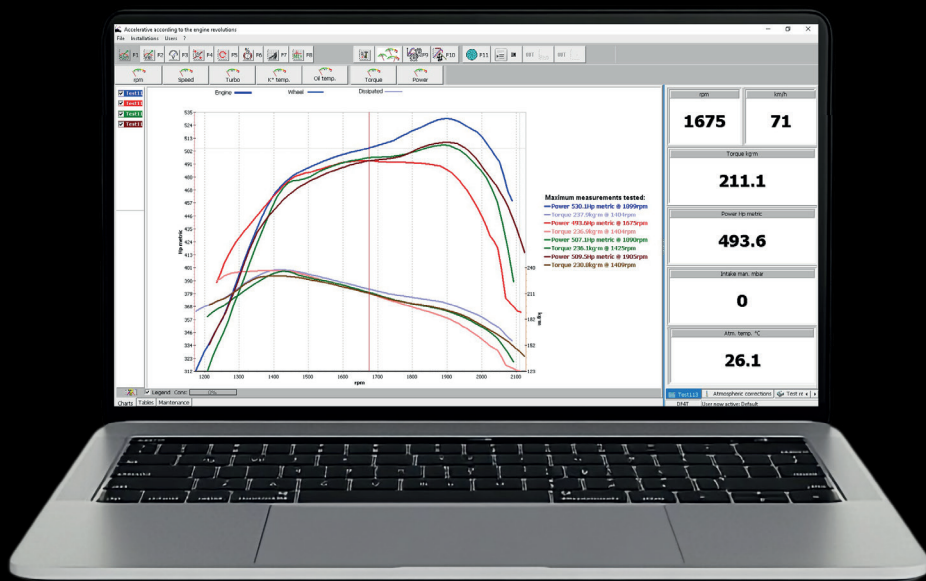 Accelerative according to the engine revolutions
File Installations Users ?
F1 F2 F3 F4 F5 F6 F7 F8 F9 F10 F11
rpm Speed Turbo K* temp. Oil temp. Torque Power
Engine Wheel Dissipated
535
524
513
502
491
480
469
457
446
435
424
413
401
390
379
368
357
346
334
323
312
Hp metric
1200 1300 1400 1500 1600 1700 1800 1900 2000 2100
rpm
240
211
182
152
123
kg·m
Maximum measurements tested:
Power 530.1Hp metric @ 1899rpm
Torque 237.9kg·m @ 1404rpm
Power 493.6Hp metric @ 1675rpm
Torque 236.9kg·m @ 1404rpm
Power 507.1Hp metric @ 1890rpm
Torque 236.1kg·m @ 1425rpm
Power 509.5Hp metric @ 1905rpm
Torque 230.8kg·m @ 1409rpm
rpm km/h
1675 71
Torque kg·m
211.1
Power Hp metric
493.6
Intake man. mbar
0
Atm. temp. °C
26.1
Legend Conc.
Charts Tables Maintenance
Atmospheric corrections
User now active: Default